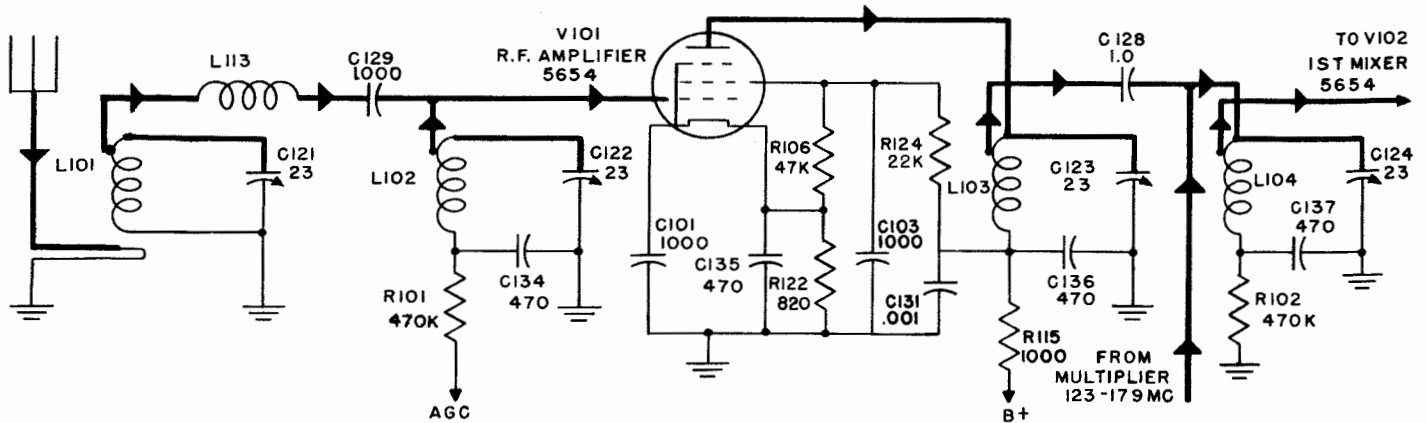 L101
L113
C121
23
C129
1000
V101
R.F. AMPLIFIER
5654
L102
C122
23
C134
470
R101
470K
AGC
C101
1000
C135
470
R106
47K
R122
820
C103
1000
R124
22K
C131
.001
L103
C123
23
C136
470
R115
1000
B+
C128
1.0
FROM
MULTIPLIER
123-179MC
TO V102
1ST MIXER
5654
L104
C124
23
C137
470
R102
470K